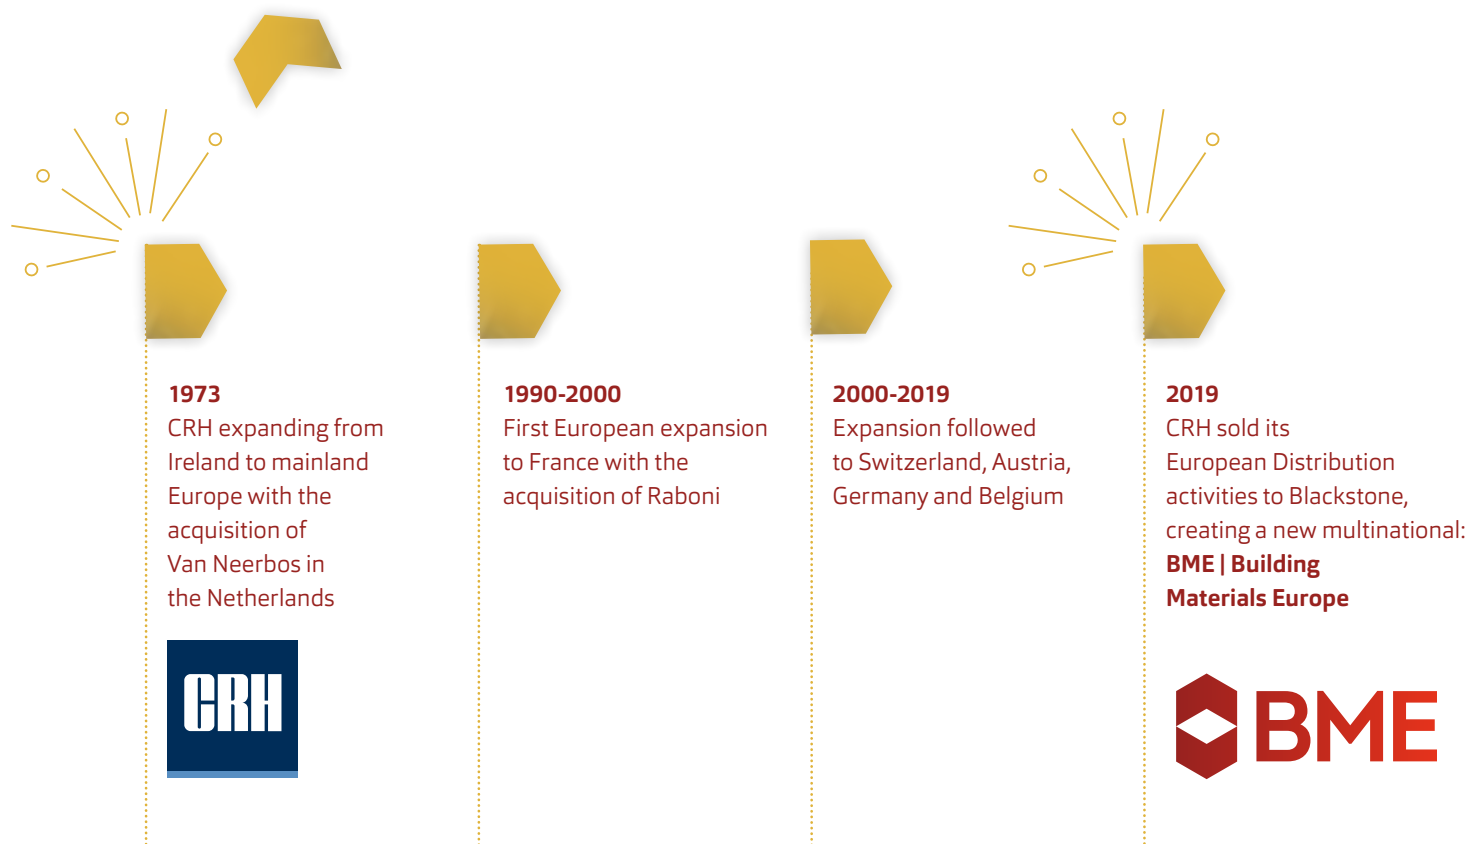 1973
CRH expanding from
Ireland to mainland
Europe with the
acquisition of
Van Neerbos in
the Netherlands
CRH
1990-2000
First European expansion
to France with the
acquisition of Raboni
2000-2019
Expansion followed
to Switzerland, Austria,
Germany and Belgium
2019
CRH sold its
European Distribution
activities to Blackstone,
creating a new multinational:
BME | Building
Materials Europe
BME